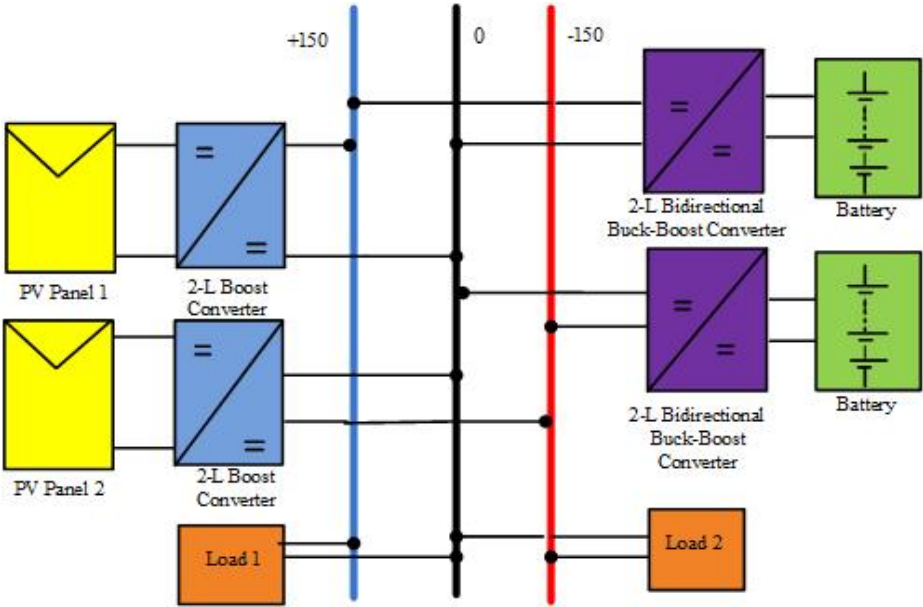 +150
0
-150
PV Panel 1
2-L Boost
Converter
2-L Bidirectional
Buck-Boost Converter
Battery
PV Panel 2
2-L Boost
Converter
2-L Bidirectional
Buck-Boost
Converter
Battery
Load 1
Load 2